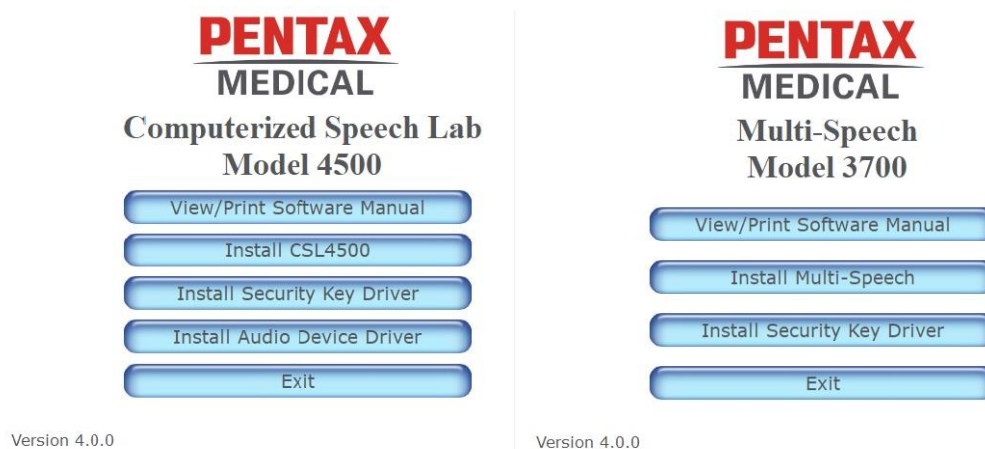 PENTAX
MEDICAL
Computerized Speech Lab
Model 4500
View/Print Software Manual
Install CSL4500
Install Security Key Driver
Install Audio Device Driver
Exit
Version 4.0.0
PENTAX
MEDICAL
Multi-Speech
Model 3700
View/Print Software Manual
Install Multi-Speech
Install Security Key Driver
Exit
Version 4.0.0